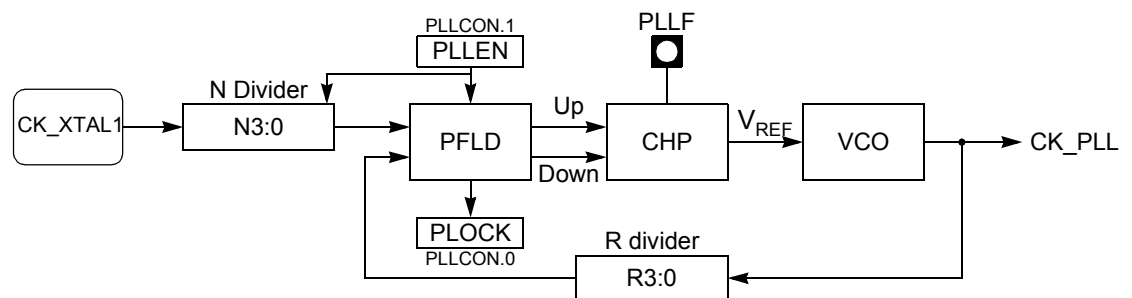 PLLCON.1
PLLEN
PLLF
N Divider
CK_XTAL1
N3:0
PFLD
Up
Down
CHP
VREF
VCO
CK_PLL
PLOCK
PLLCON.0
R divider
R3:0